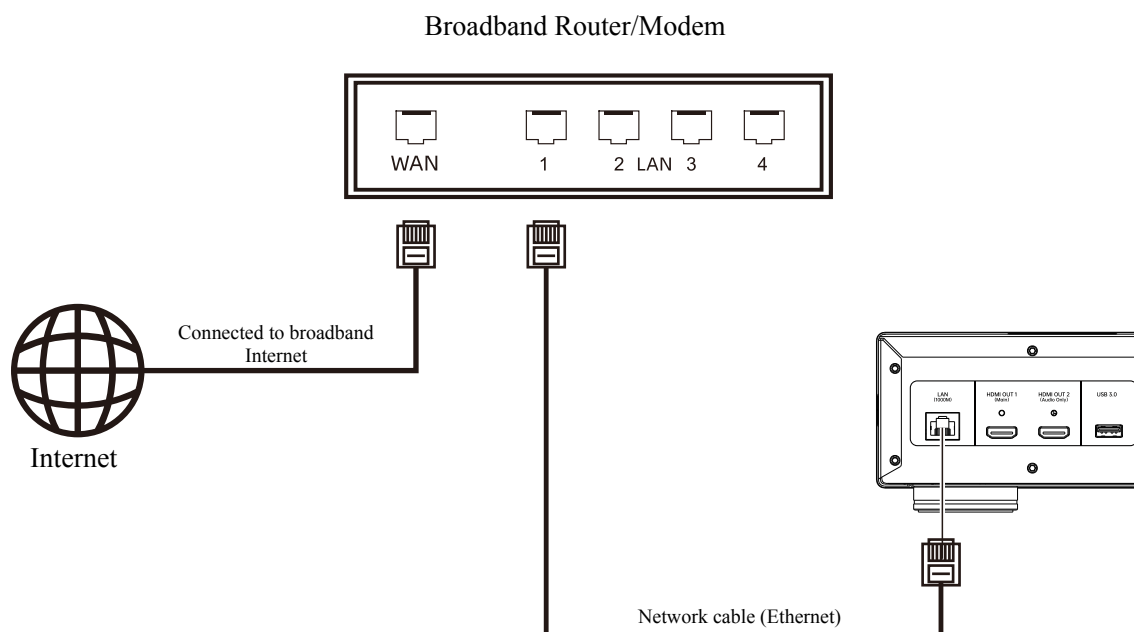 Broadband Router/Modem
WAN
1 2 LAN 3 4
Connected to broadband
Internet
Internet
LAN
(1000M)
HDMI OUT 1
(Main)
HDMI OUT 2
(Audio Only)
USB 3.0
Network cable (Ethernet)